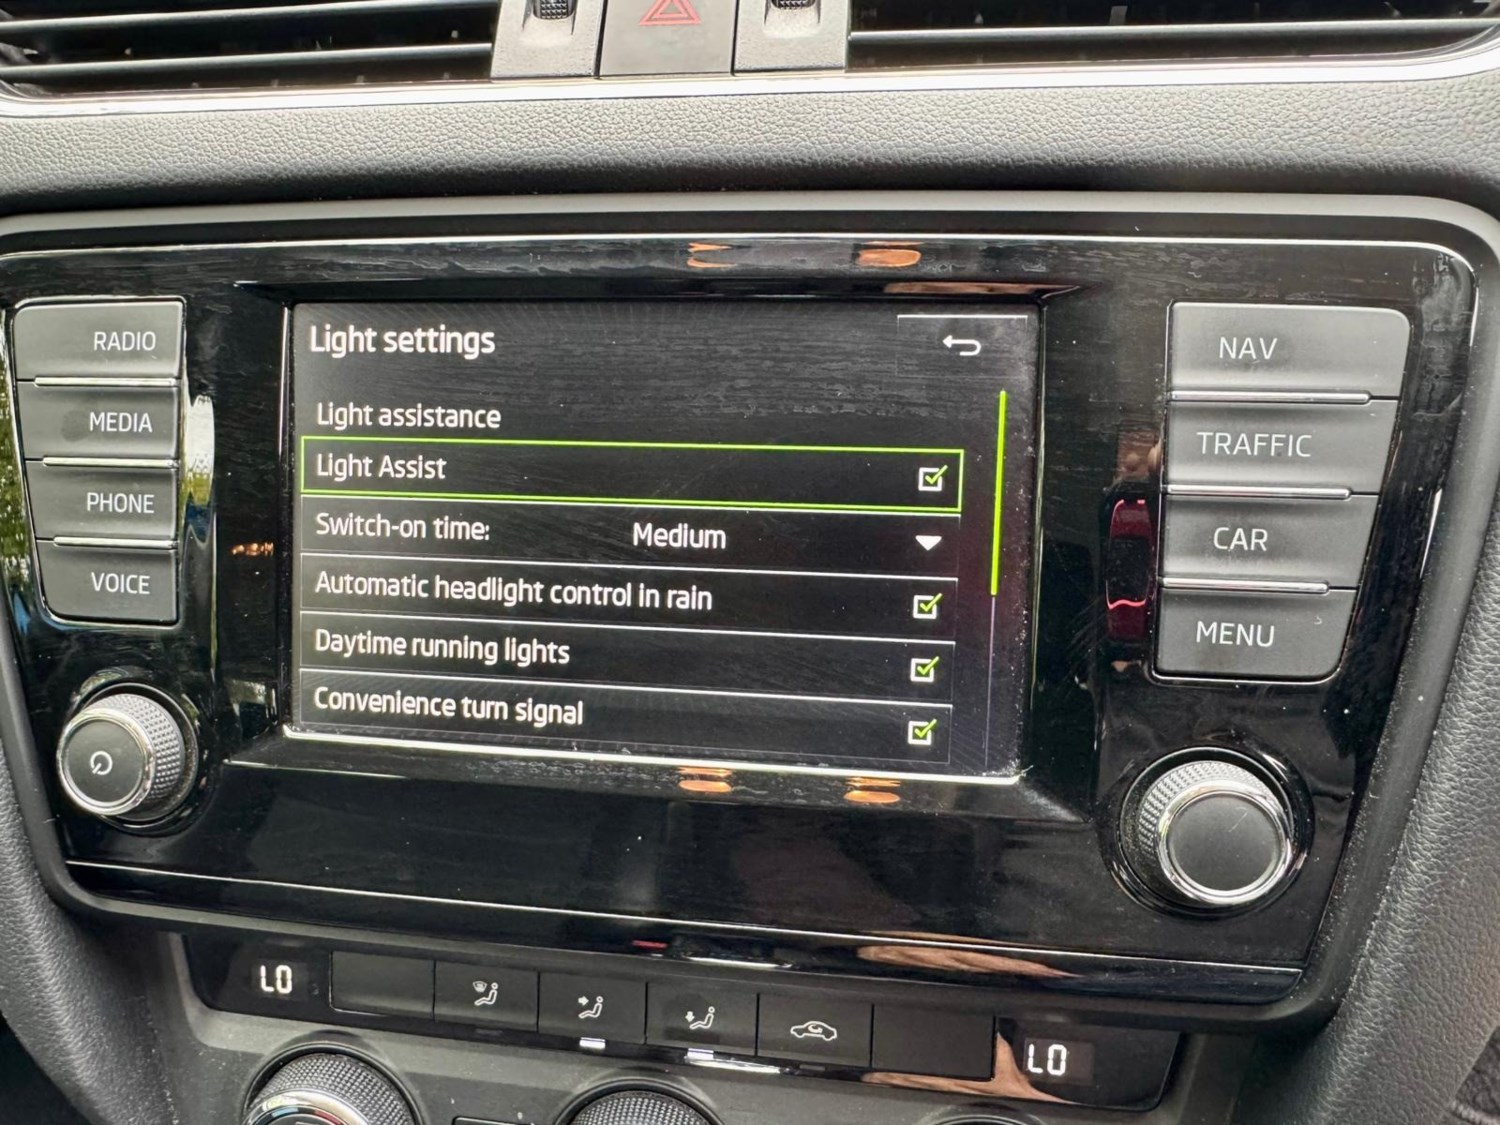 RADIO
MEDIA
PHONE
VOICE
Light settings
Light assistance
Light Assist
Switch-on time: Medium
Automatic headlight control in rain
Daytime running lights
Convenience turn signal
NAV
TRAFFIC
CAR
MENU
LO
LO